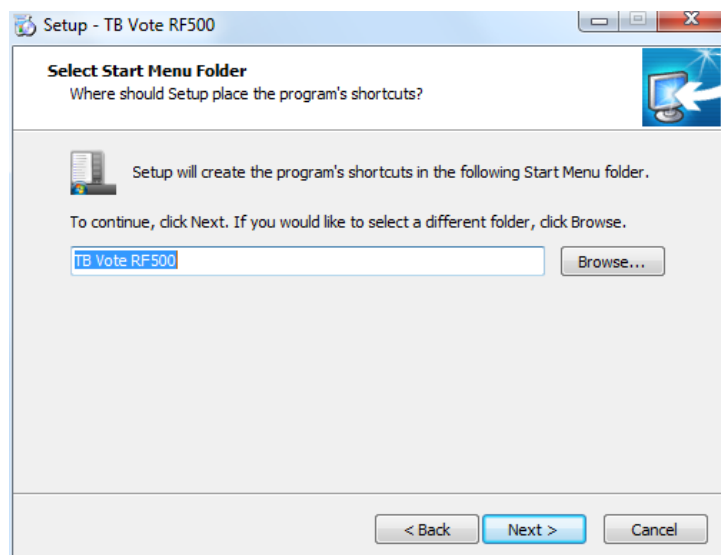 Setup - TB Vote RF500
Select Start Menu Folder
Where should Setup place the program's shortcuts?
Setup will create the program's shortcuts in the following Start Menu folder.
To continue, click Next. If you would like to select a different folder, click Browse.
TB Vote RF500
Browse...
< Back
Next >
Cancel